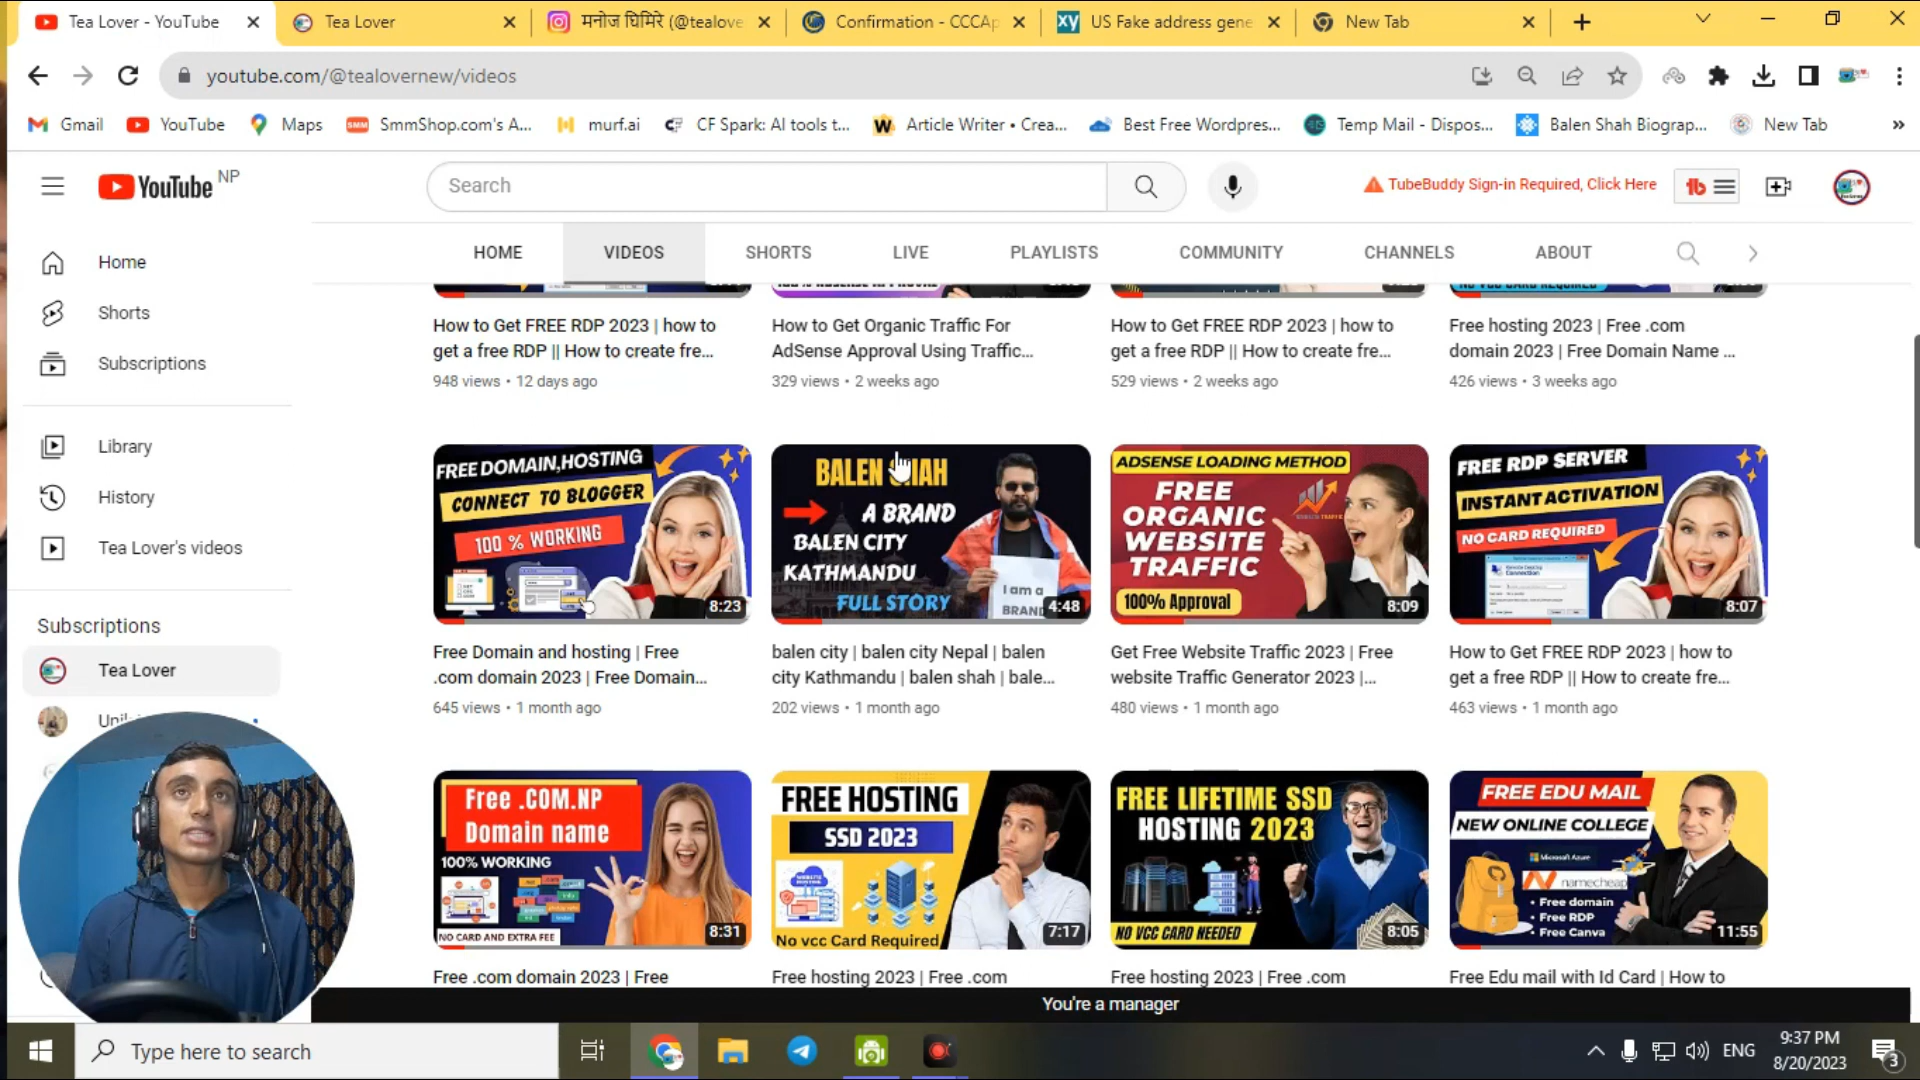 Tea Lover - YouTube
Tea Lover
मनोज घिमिरे (@tealove
Confirmation - CCCAp
US Fake address gene
New Tab
youtube.com/@tealovernew/videos
Gmail
YouTube
Maps
SmmShop.com's A...
murf.ai
CF Spark: AI tools t...
Article Writer • Crea...
Best Free Wordpres...
Temp Mail - Dispos...
Balen Shah Biograp...
New Tab
YouTube NP
Search
TubeBuddy Sign-in Required, Click Here
HOME
VIDEOS
SHORTS
LIVE
PLAYLISTS
COMMUNITY
CHANNELS
ABOUT
Home
Shorts
Subscriptions
Library
History
Tea Lover's videos
Subscriptions
Tea Lover
How to Get FREE RDP 2023 | how to
get a free RDP || How to create fre...
948 views • 12 days ago
How to Get Organic Traffic For
AdSense Approval Using Traffic...
329 views • 2 weeks ago
How to Get FREE RDP 2023 | how to
get a free RDP || How to create fre...
529 views • 2 weeks ago
Free hosting 2023 | Free .com
domain 2023 | Free Domain Name ...
426 views • 3 weeks ago
FREE DOMAIN,HOSTING
CONNECT TO BLOGGER
100 % WORKING
8:23
Free Domain and hosting | Free
.com domain 2023 | Free Domain...
645 views • 1 month ago
BALEN SHAH
A BRAND
BALEN CITY
KATHMANDU
FULL STORY
I am a
BRAND
4:48
balen city | balen city Nepal | balen
city Kathmandu | balen shah | bale...
202 views • 1 month ago
ADSENSE LOADING METHOD
FREE
ORGANIC
WEBSITE
TRAFFIC
100% Approval
8:09
Get Free Website Traffic 2023 | Free
website Traffic Generator 2023 |...
480 views • 1 month ago
FREE RDP SERVER
INSTANT ACTIVATION
NO CARD REQUIRED
8:07
How to Get FREE RDP 2023 | how to
get a free RDP || How to create fre...
463 views • 1 month ago
Free .COM.NP
Domain name
100% WORKING
NO CARD AND EXTRA FEE
8:31
Free .com domain 2023 | Free
FREE HOSTING
SSD 2023
No vcc Card Required
7:17
Free hosting 2023 | Free .com
FREE LIFETIME SSD
HOSTING 2023
NO VCC CARD NEEDED
8:05
Free hosting 2023 | Free .com
FREE EDU MAIL
NEW ONLINE COLLEGE
Microsoft Azure
namecheap
• Free domain
• Free RDP
• Free Canva
11:55
Free Edu mail with Id Card | How to
You're a manager
Type here to search
ENG
9:37 PM
8/20/2023
3